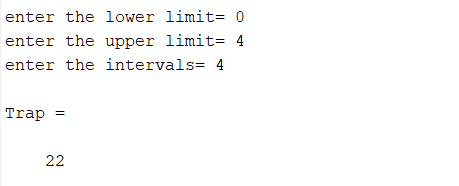 enter the lower limit= 0
enter the upper limit= 4
enter the intervals= 4
Trap =
22